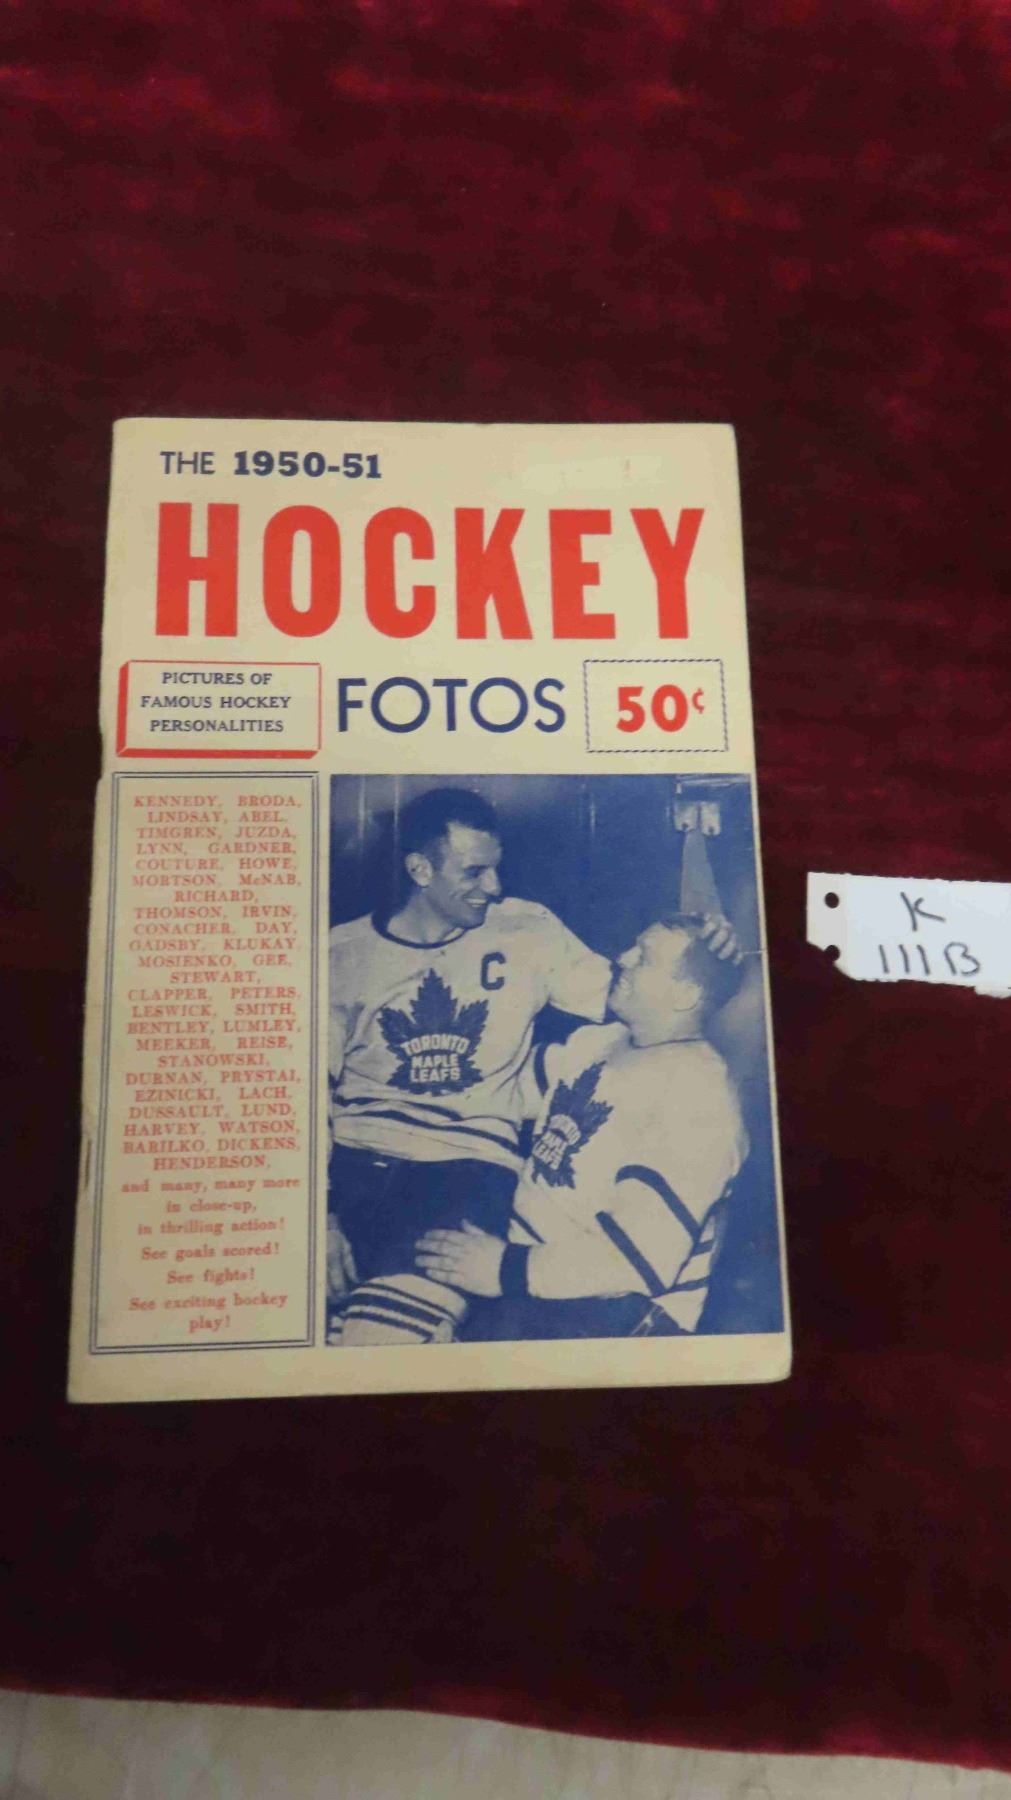 THE 1950-51
HOCKEY
PICTURES OF
FAMOUS HOCKEY
PERSONALITIES
FOTOS
50¢
KENNEDY, BRODA,
LINDSAY, ABEL,
TIMGREN, JUZDA,
LYNN, GARDNER,
COUTURE, HOWE,
MORTSON, McNAB,
RICHARD,
THOMSON, IRVIN,
CONACHER, DAY,
GADSBY, KLUKAY,
MOSIENKO, GEE,
STEWART,
CLAPPER, PETERS,
LESWICK, SMITH,
BENTLEY, LUMLEY,
MEEKER, REISE,
STANOWSKI,
DURNAN, PRYSTAI,
EZINICKI, LACH,
DUSSAULT, LUND,
HARVEY, WATSON,
BARILKO, DICKENS,
HENDERSON,
and many, many more
in close-up,
in thrilling action!
See goals scored!
See fights!
See exciting hockey
play!
C
TORONTO
MAPLE
LEAFS
TORONTO
MAPLE
LEAFS
K
111B